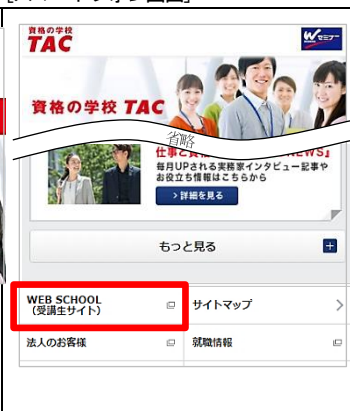 資格の学校
TAC
Wセミナー
資格の学校 TAC
省略
毎月UPされる実務家インタビュー記事や
お役立ち情報はこちらから
>詳細を見る
もっと見る
WEB SCHOOL
（受講生サイト）
サイトマップ
法人のお客様
就職情報